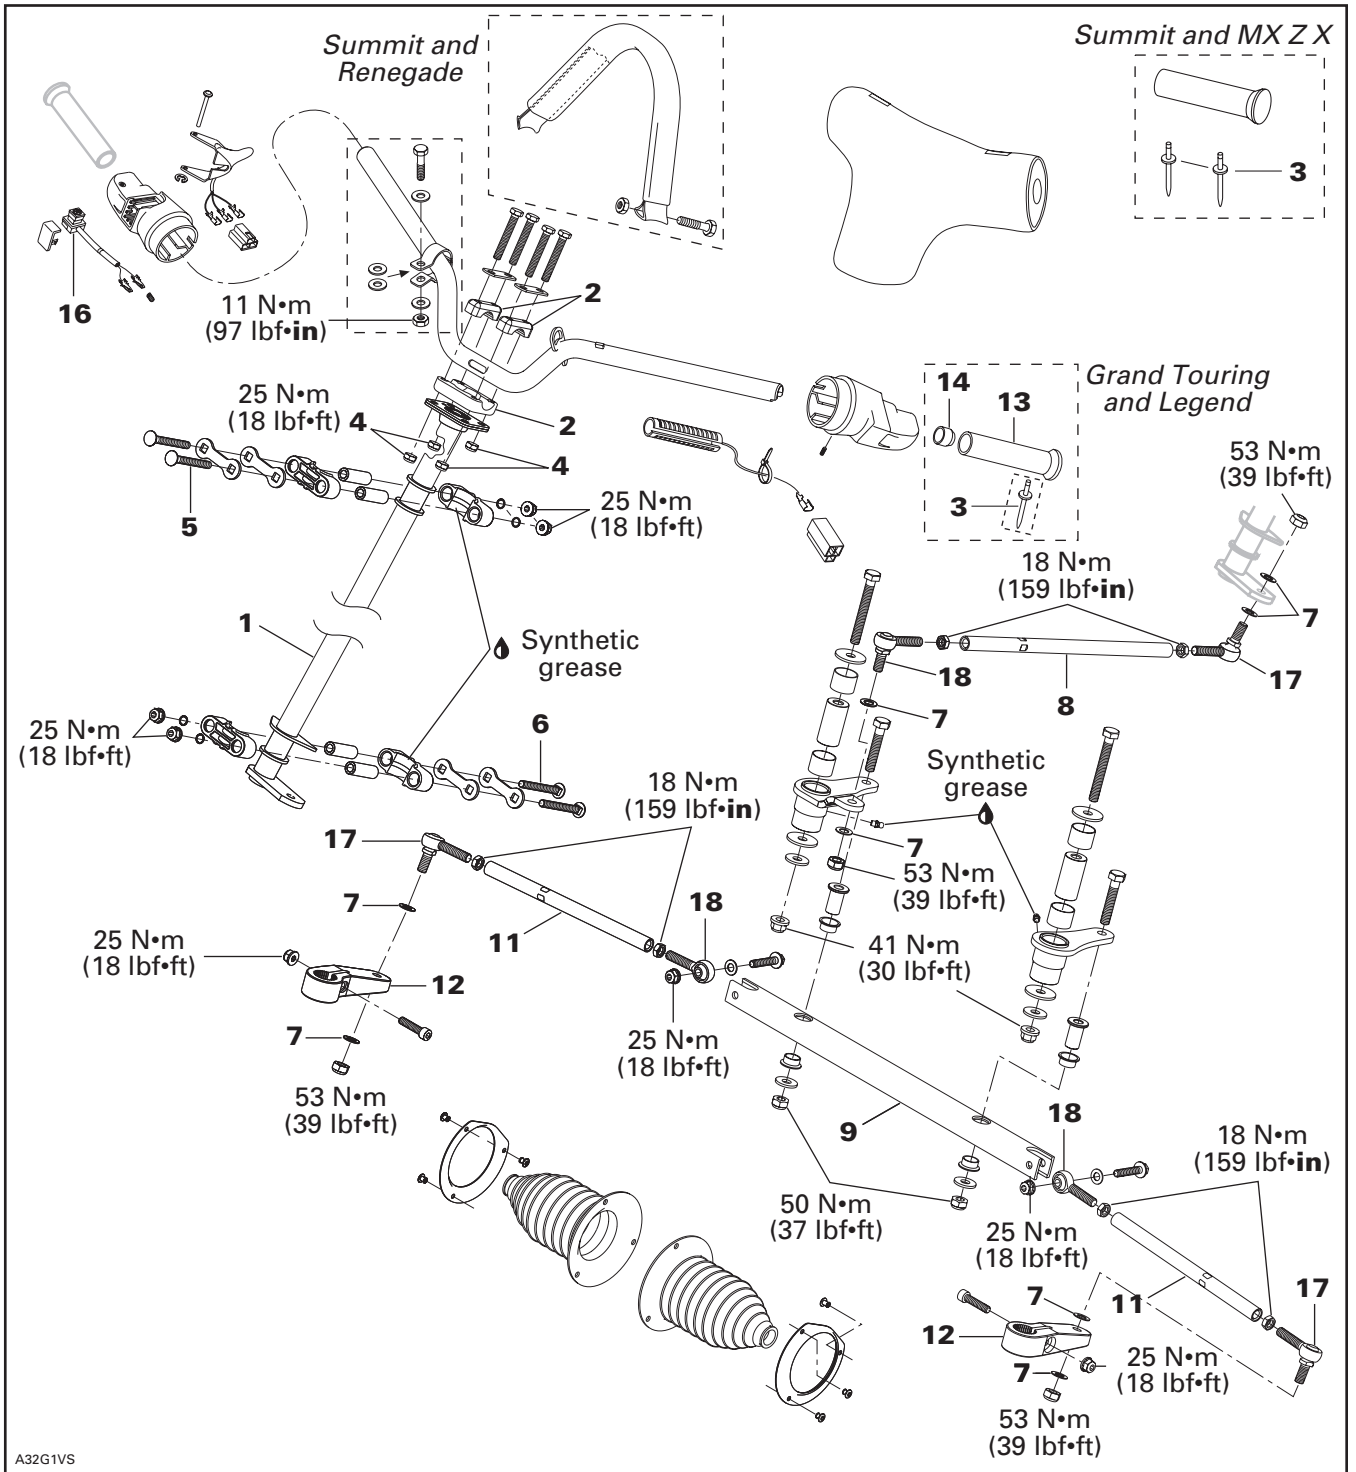 Summit and
Renegade
Summit and MX Z X
3
16
11 N•m
(97 lbf•in)
2
Grand Touring
and Legend
14
13
25 N•m
(18 lbf•ft)
4
2
4
53 N•m
(39 lbf•ft)
5
25 N•m
(18 lbf•ft)
3
18 N•m
(159 lbf•in)
7
1
Synthetic
grease
18
8
17
7
25 N•m
(18 lbf•ft)
6
Synthetic
grease
18 N•m
(159 lbf•in)
17
7
53 N•m
(39 lbf•ft)
7
18
11
25 N•m
(18 lbf•ft)
12
41 N•m
(30 lbf•ft)
7
25 N•m
(18 lbf•ft)
53 N•m
(39 lbf•ft)
9
18
18 N•m
(159 lbf•in)
50 N•m
(37 lbf•ft)
25 N•m
(18 lbf•ft)
7
11
17
12
7
25 N•m
(18 lbf•ft)
53 N•m
(39 lbf•ft)
A32G1VS